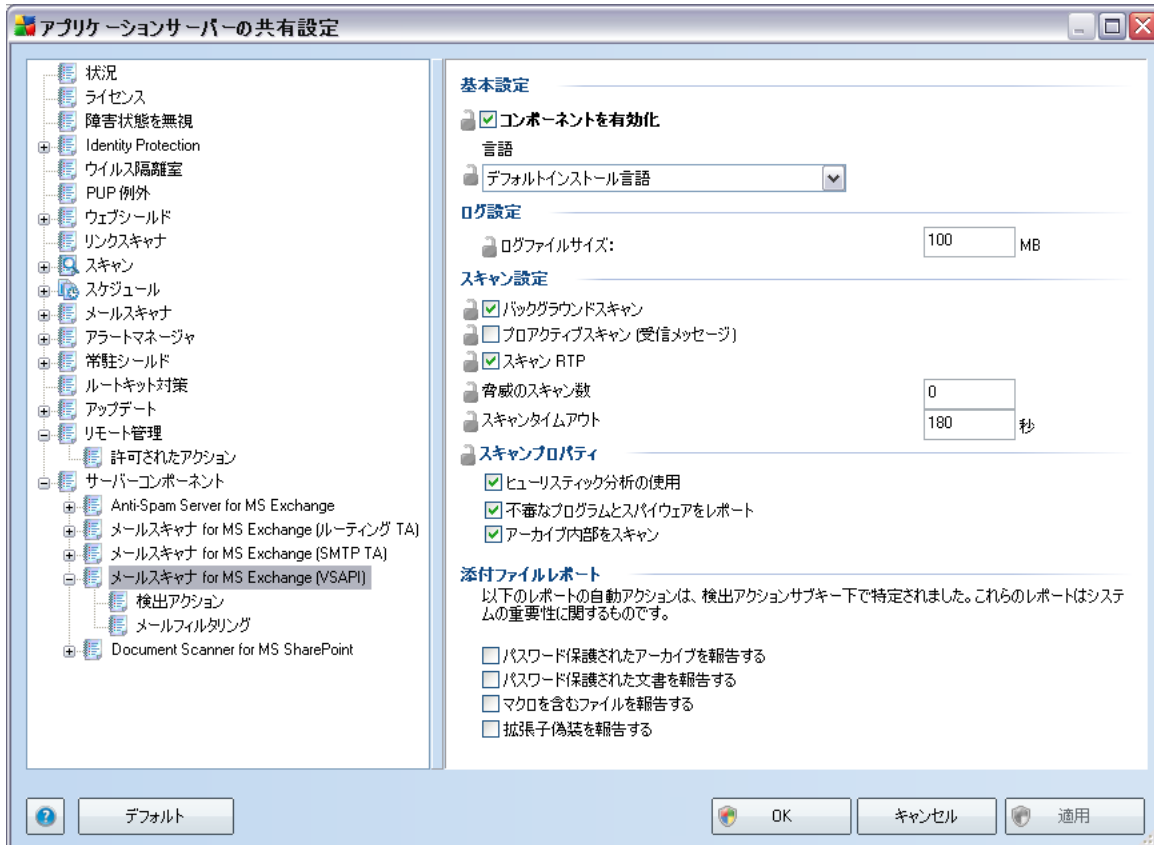 アプリケーションサーバーの共有設定
状況
ライセンス
障害状態を無視
Identity Protection
ウイルス隔離室
PUP 例外
ウェブシールド
リンクスキャナ
スキャン
スケジュール
メールスキャナ
アラートマネージャ
常駐シールド
ルートキット対策
アップデート
リモート管理
許可されたアクション
サーバーコンポーネント
Anti-Spam Server for MS Exchange
メールスキャナ for MS Exchange (ルーティング TA)
メールスキャナ for MS Exchange (SMTP TA)
メールスキャナ for MS Exchange (VSAPI)
検出アクション
メールフィルタリング
Document Scanner for MS SharePoint
基本設定
コンポーネントを有効化
言語
デフォルトインストール言語
ログ設定
ログファイルサイズ: 100 MB
スキャン設定
バックグラウンドスキャン
プロアクティブスキャン (受信メッセージ)
スキャン RTP
脅威のスキャン数 0
スキャンタイムアウト 180 秒
スキャンプロパティ
ヒューリスティック分析の使用
不審なプログラムとスパイウェアをレポート
アーカイブ内部をスキャン
添付ファイルレポート
以下のレポートの自動アクションは、検出アクションサブキー下で特定されました。これらのレポートはシステ
ムの重要性に関するものです。
パスワード保護されたアーカイブを報告する
パスワード保護された文書を報告する
マクロを含むファイルを報告する
拡張子偽装を報告する
? デフォルト OK キャンセル 適用